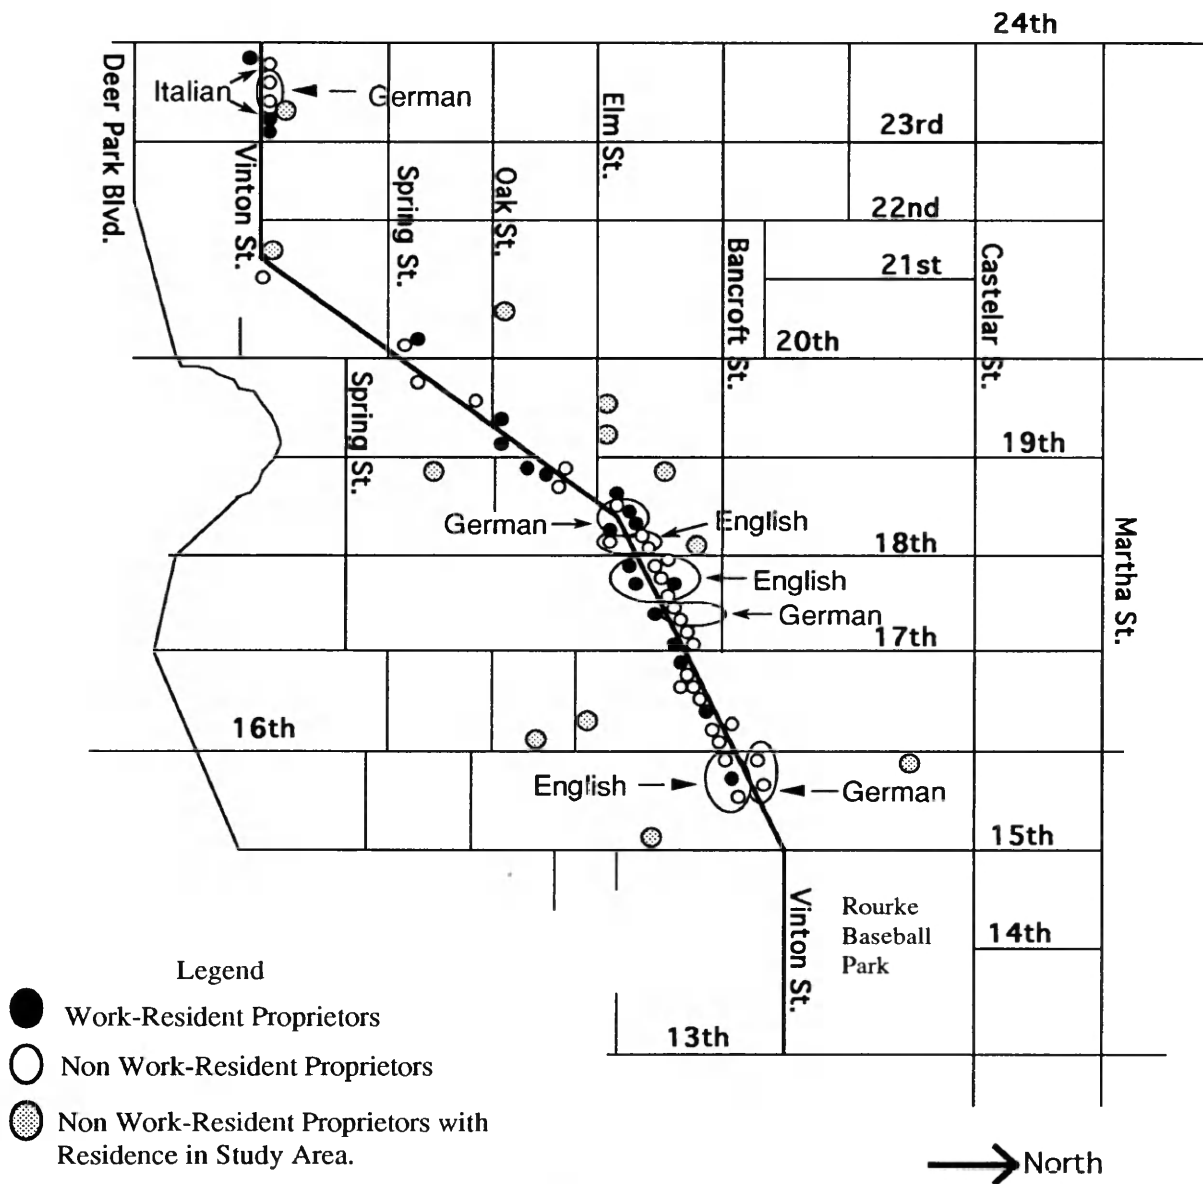 24th
Deer Park Blvd.
Italian
German
Elm St.
23rd
Vinton St.
Spring St.
Oak St.
22nd
Bancroft St.
21st
Castelar St.
20th
Spring St.
19th
German
English
18th
Martha St.
English
German
17th
16th
English
German
15th
Vinton St.
Rourke
Baseball
Park
14th
13th
Legend
Work-Resident Proprietors
Non Work-Resident Proprietors
Non Work-Resident Proprietors with
Residence in Study Area.
North